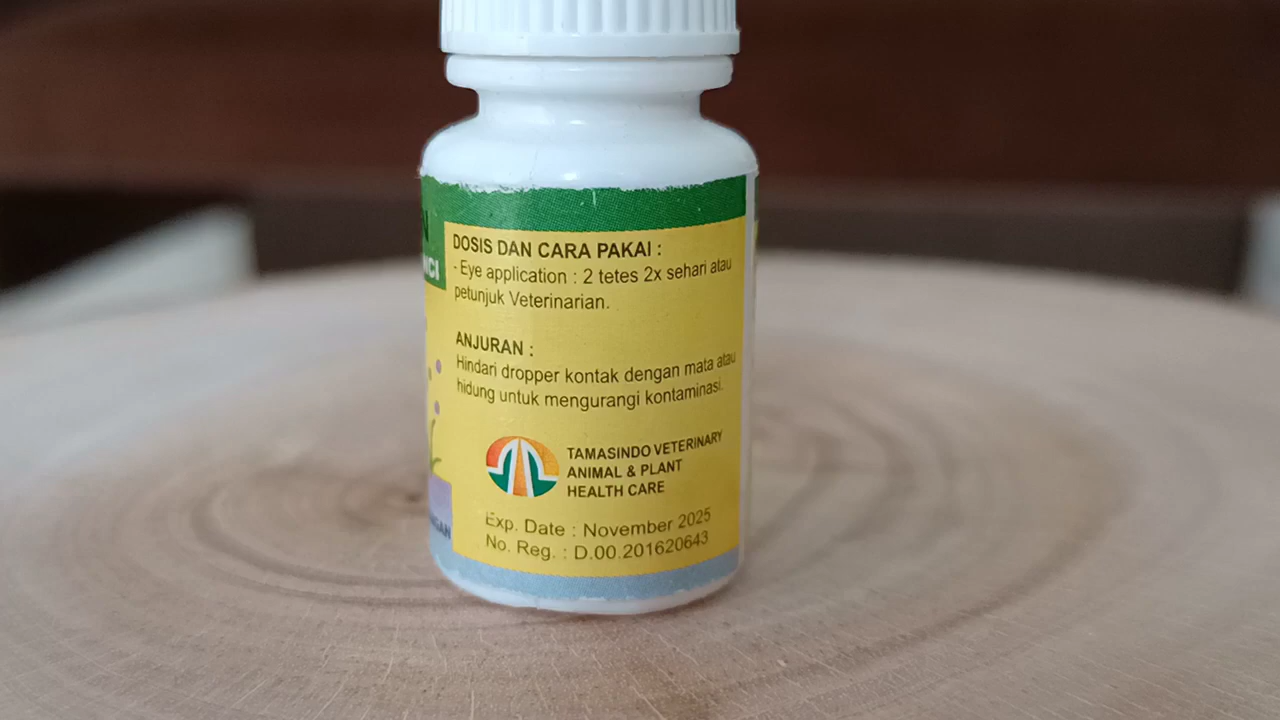 DOSIS DAN CARA PAKAI :
- Eye application : 2 tetes 2x sehari atau
petunjuk Veterinarian.
ANJURAN :
Hindari dropper kontak dengan mata atau
hidung untuk mengurangi kontaminasi.
TAMASINDO VETERINARY
ANIMAL & PLANT
HEALTH CARE
Exp. Date : November 2025
No. Reg. : D.00.201620643